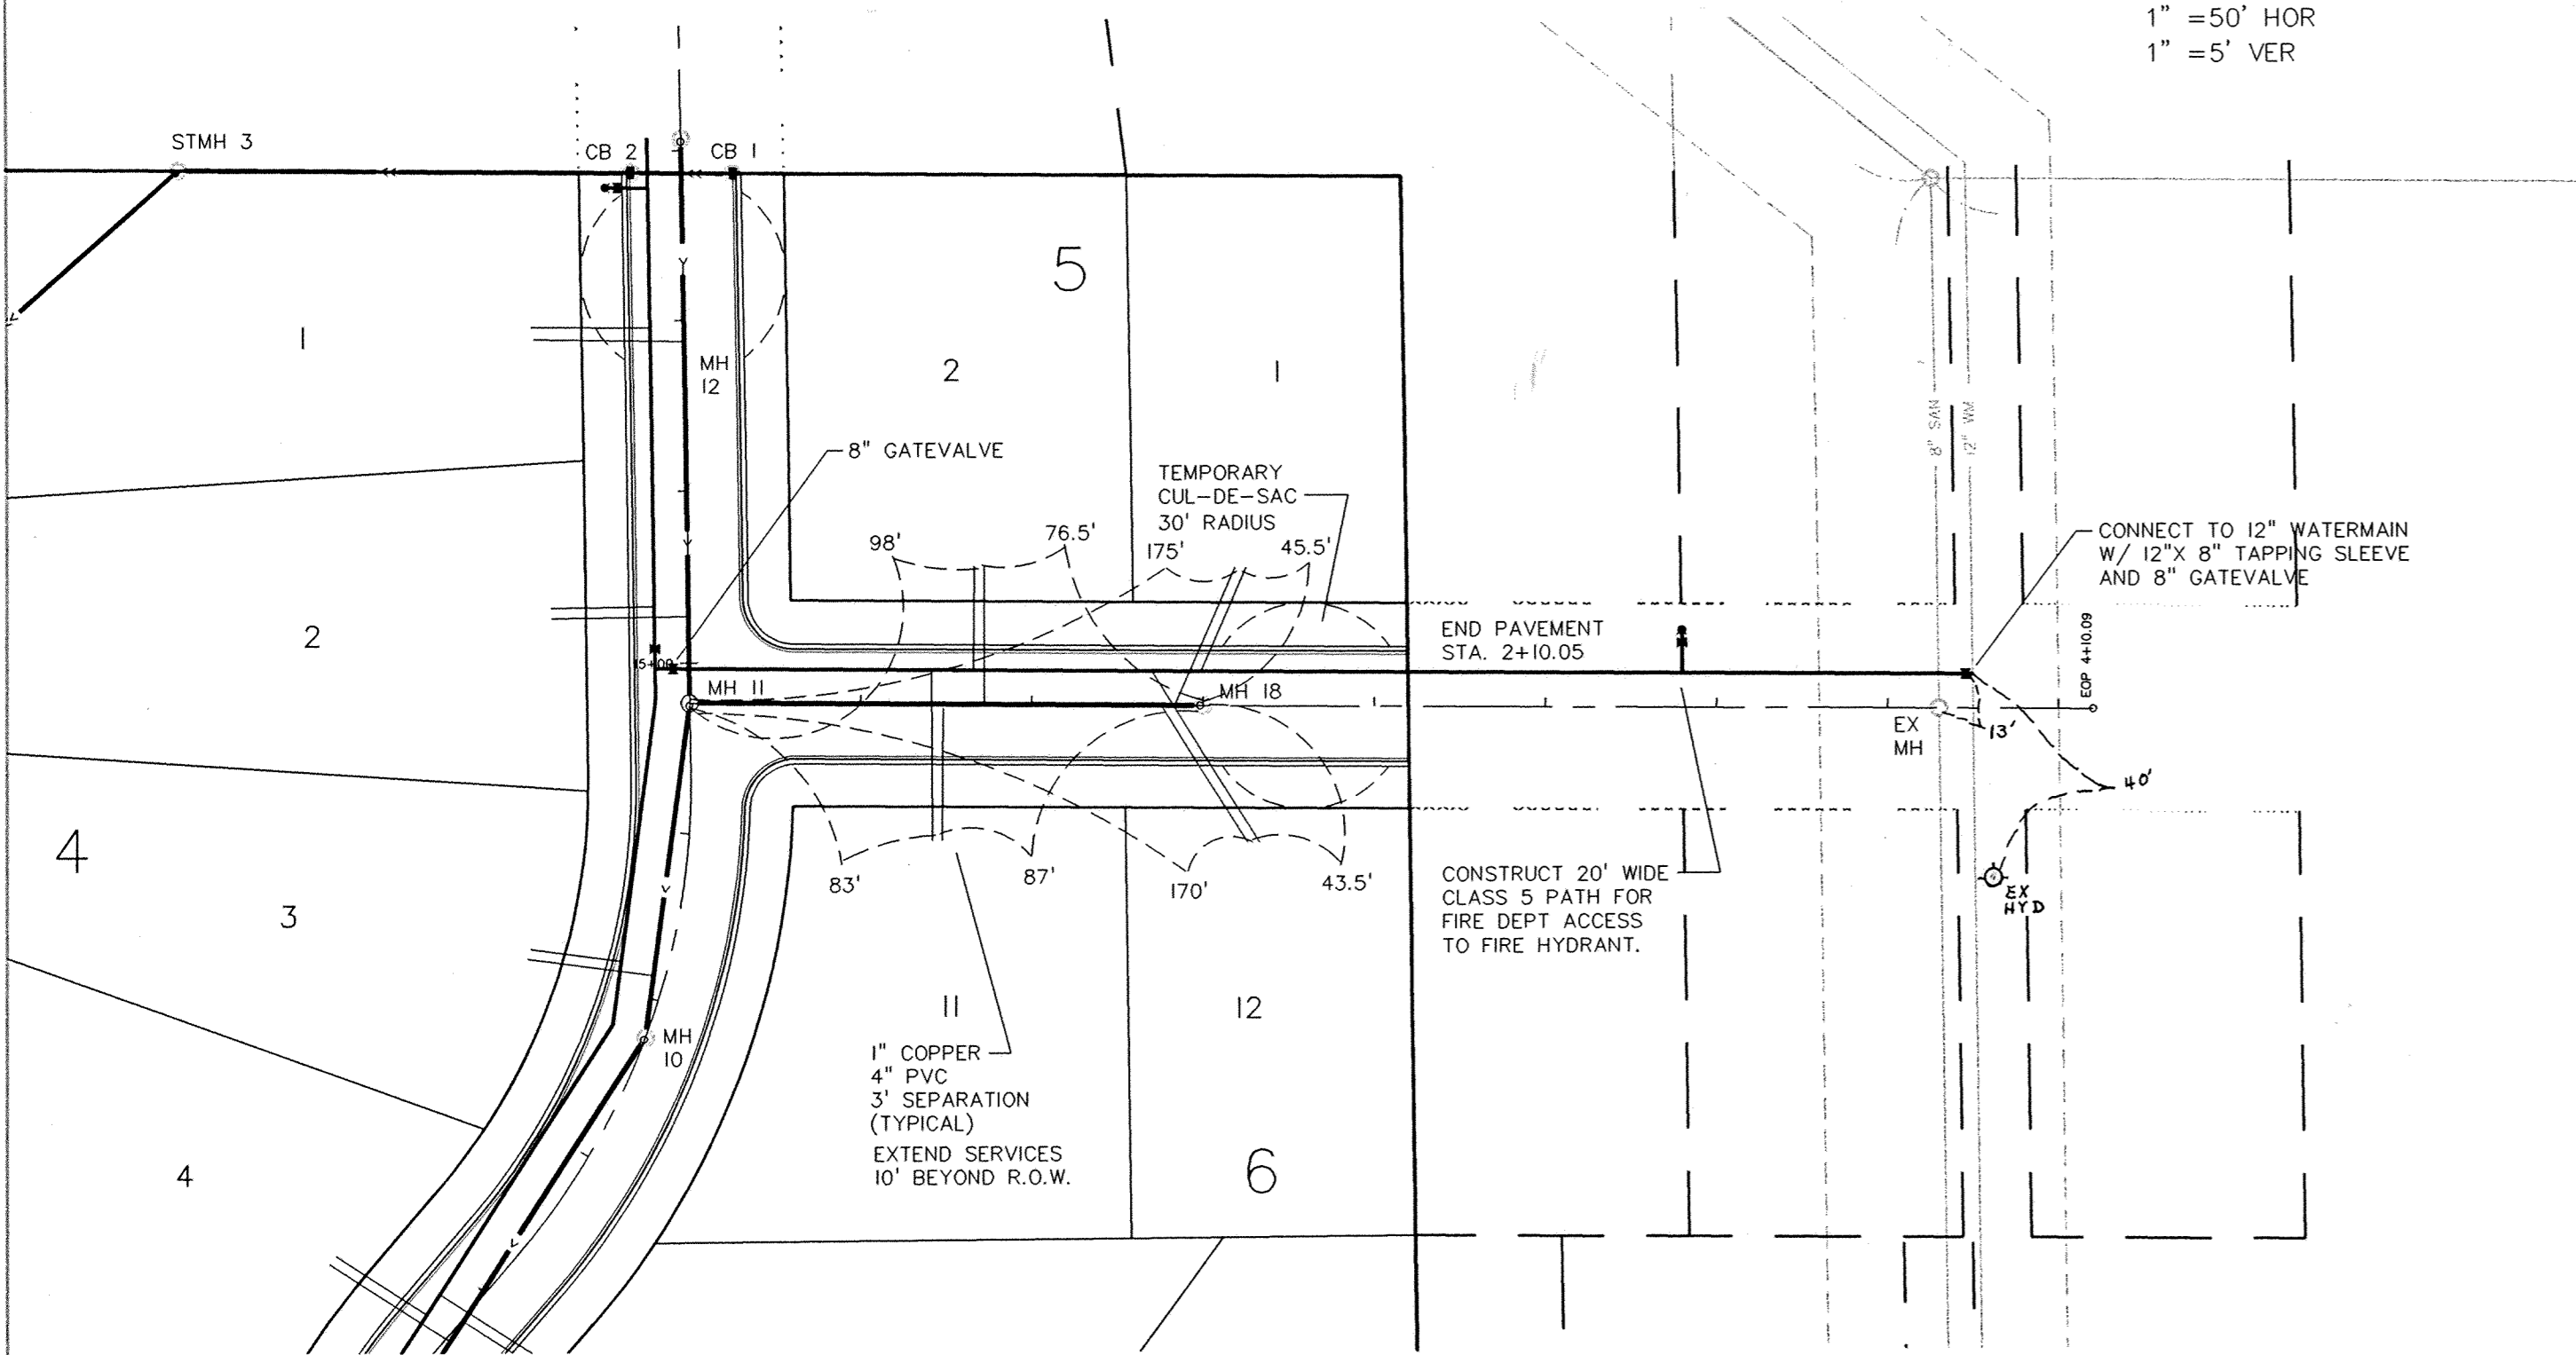 1" =50' HOR
1" =5' VER
STMH 3
CB 2
CB 1
5
1
MH
12
2
1
8" GATEVALVE
TEMPORARY
CUL-DE-SAC
30' RADIUS
98'
76.5'
175'
45.5'
8" SAN
12" WM
CONNECT TO 12" WATERMAIN
W/ 12"X 8" TAPPING SLEEVE
AND 8" GATEVALVE
2
15+00
END PAVEMENT
STA. 2+10.05
EOP 4+10.09
MH 11
MH 18
EX
MH
13'
40'
4
83'
87'
170'
43.5'
CONSTRUCT 20' WIDE
CLASS 5 PATH FOR
FIRE DEPT ACCESS
TO FIRE HYDRANT.
EX
HYD
3
11
12
MH
10
1" COPPER
4" PVC
3' SEPARATION
(TYPICAL)
EXTEND SERVICES
10' BEYOND R.O.W.
4
6